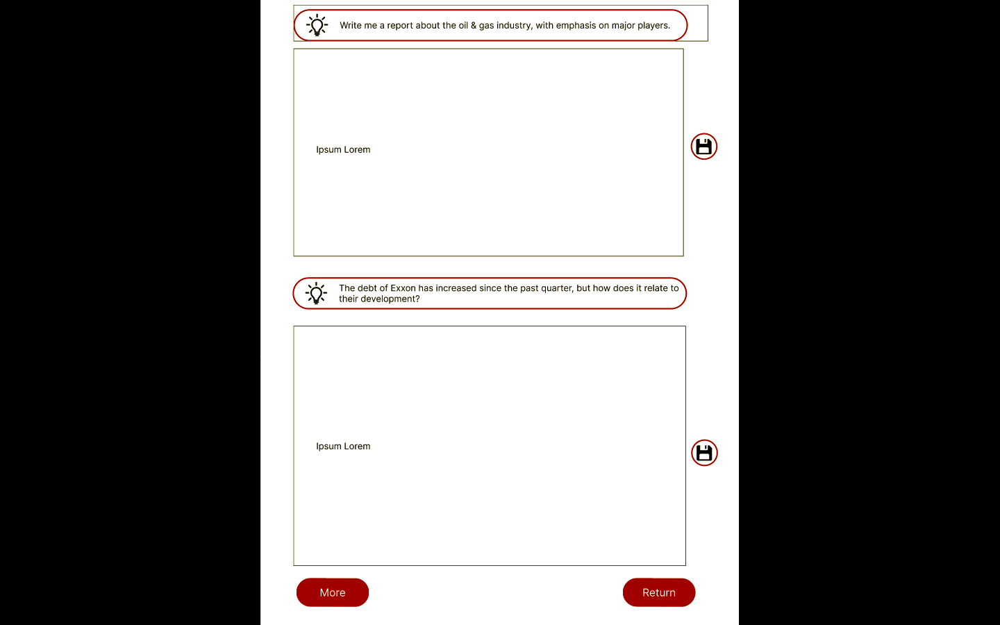 Write me a report about the oil & gas industry, with emphasis on major players.
Ipsum Lorem
The debt of Exxon has increased since the past quarter, but how does it relate to
their development?
Ipsum Lorem
More
Return